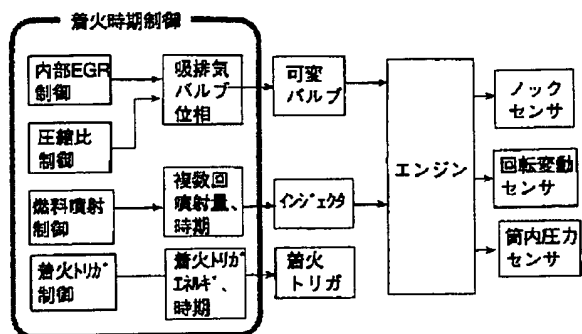 着火時期制御
内部EGR
制御
圧縮比
制御
燃料噴射
制御
着火ﾄﾘｶﾞ
制御
吸排気
バルブ
位相
複数回
噴射量、
時期
着火ﾄﾘｶﾞ
ｴﾈﾙｷﾞ、
時期
可変
バルブ
インジェクタ
着火
トリガ
エンジン
ノック
センサ
回転変動
センサ
筒内圧力
センサ